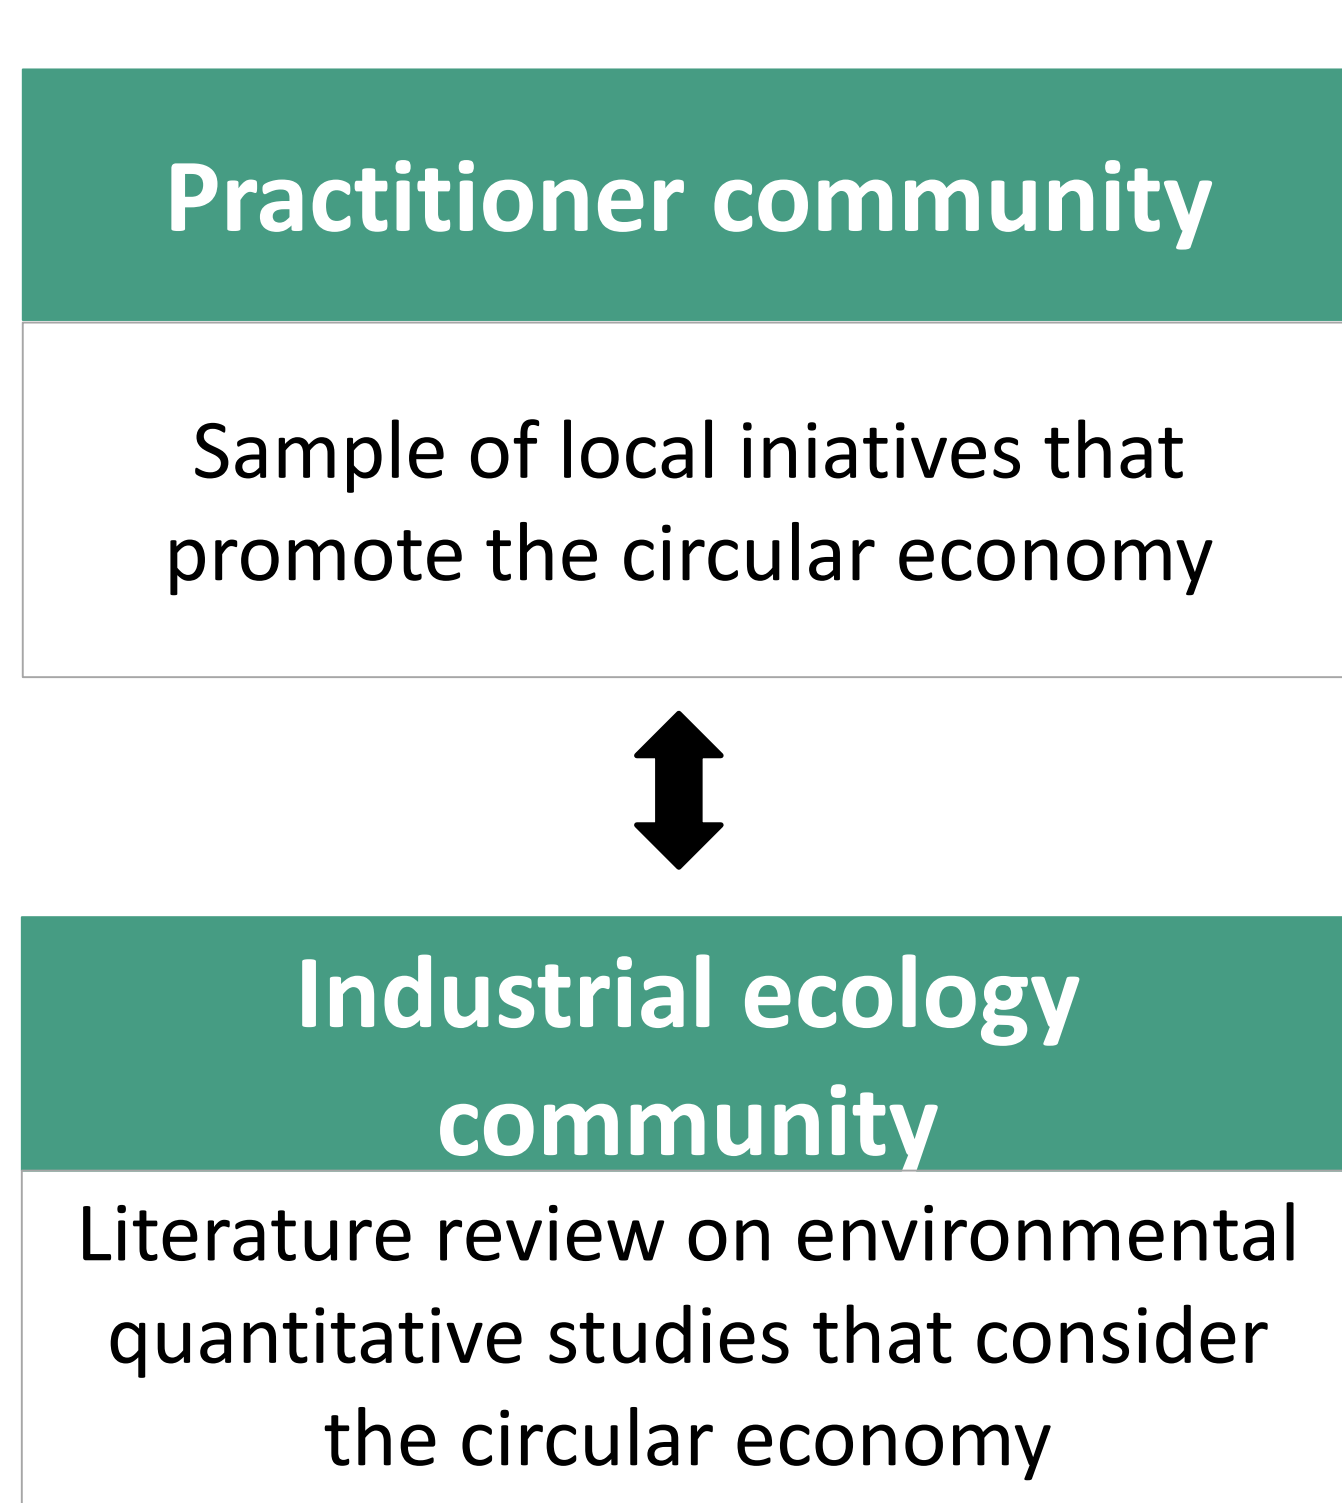 Practitioner community
Sample of local iniatives that
promote the circular economy
Industrial ecology
community
Literature review on environmental
quantitative studies that consider
the circular economy